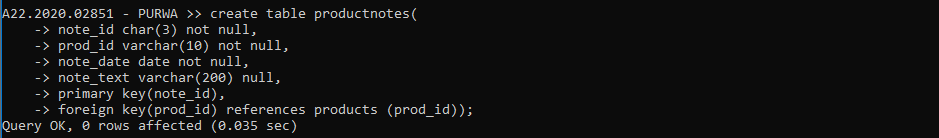 A22.2020.02851 - PURWA >> create table productnotes(
-> note_id char(3) not null,
-> prod_id varchar(10) not null,
-> note_date date not null,
-> note_text varchar(200) null,
-> primary key(note_id),
-> foreign key(prod_id) references products (prod_id));
Query OK, 0 rows affected (0.035 sec)